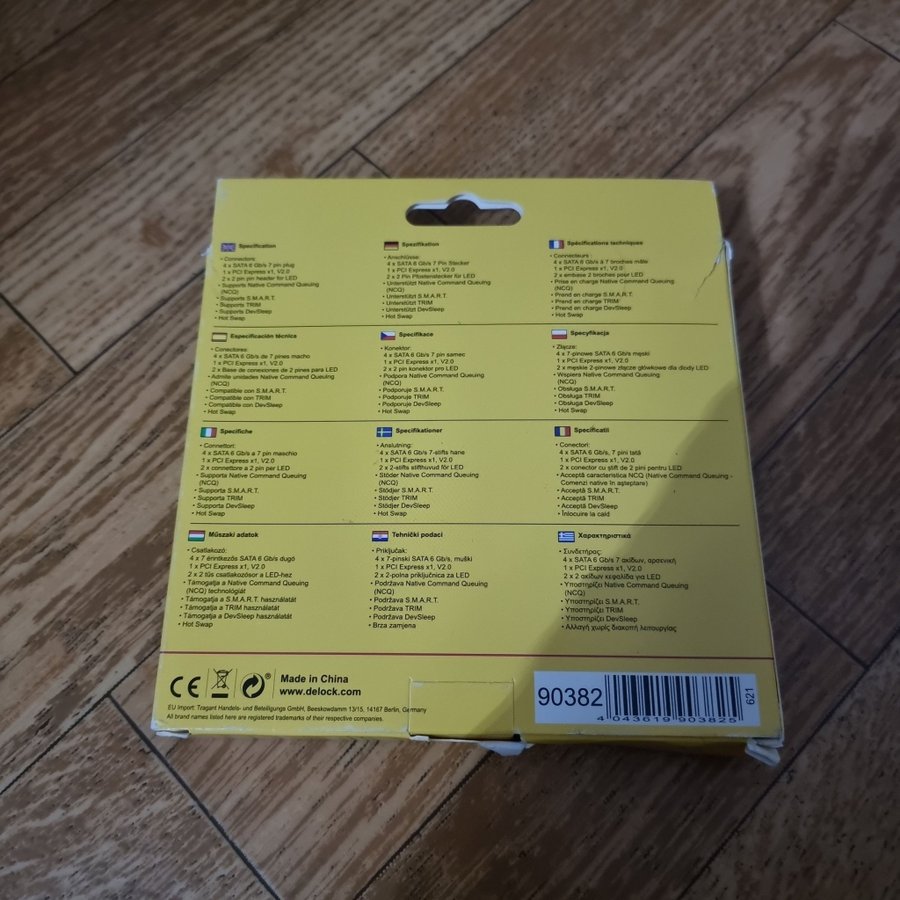 Specification
• Connectors:
4 x SATA 6 Gb/s 7 pin plug
1 x PCI Express x1, V2.0
2 x 2 pin pin header for LED
• Supports Native Command Queuing
(NCQ)
• Supports S.M.A.R.T.
• Supports TRIM
• Supports DevSleep
• Hot Swap
Spezifikation
• Anschlüsse:
4 x SATA 6 Gb/s 7 Pin Stecker
1 x PCI Express x1, V2.0
2 x 2 Pin Pfostenstecker für LED
• Unterstützt Native Command Queuing
(NCQ)
• Unterstützt S.M.A.R.T.
• Unterstützt TRIM
• Unterstützt DevSleep
• Hot Swap
Spécifications techniques
• Connecteurs :
4 x SATA 6 Gb/s à 7 broches mâle
1 x PCI Express x1, V2.0
2 x embase 2 broches pour LED
• Prise en charge Native Command Queuing
(NCQ)
• Prend en charge S.M.A.R.T.
• Prend en charge TRIM
• Prend en charge DevSleep
• Hot Swap
Especificación técnica
• Conectores:
4 x SATA 6 Gb/s de 7 pines macho
1 x PCI Express x1, V2.0
2 x Base de conexiones de 2 pines para LED
• Admite unidades Native Command Queuing
(NCQ)
• Compatible con S.M.A.R.T.
• Compatible con TRIM
• Compatible con DevSleep
• Hot Swap
Specifikace
• Konektor:
4 x SATA 6 Gb/s 7 pin samec
1 x PCI Express x1, V2.0
2 x 2 pin konektor pro LED
• Podpora Native Command Queuing
(NCQ)
• Podporuje S.M.A.R.T.
• Podporuje TRIM
• Podporuje DevSleep
• Hot Swap
Specyfikacja
• Złącze:
4 x 7-pinowe SATA 6 Gb/s męski
1 x PCI Express x1, V2.0
2 x męskie 2-pinowe złącze główkowe dla diody LED
• Wspiera Native Command Queuing
(NCQ)
• Obsługa S.M.A.R.T.
• Obsługa TRIM
• Obsługa DevSleep
• Hot Swap
Specifiche
• Connettori:
4 x SATA 6 Gb/s a 7 pin maschio
1 x PCI Express x1, V2.0
2 x connettore a 2 pin per LED
• Supporta Native Command Queuing
(NCQ)
• Supporta S.M.A.R.T.
• Supporta TRIM
• Supporta DevSleep
• Hot Swap
Specifikationer
• Anslutning:
4 x SATA 6 Gb/s 7-stifts hane
1 x PCI Express x1, V2.0
2 x 2-stifts stifthuvud för LED
• Stöder Native Command Queuing
(NCQ)
• Stödjer S.M.A.R.T.
• Stödjer TRIM
• Stödjer DevSleep
• Hot Swap
Specificatii
• Conectori:
4 x SATA 6 Gb/s, 7 pini tată
1 x PCI Express x1, V2.0
2 x conector cu ştift de 2 pini pentru LED
• Acceptă caracteristica NCQ (Native Command Queuing -
Comenzi native în aşteptare)
• Acceptă S.M.A.R.T.
• Acceptă TRIM
• Acceptă DevSleep
• Înlocuire la cald
Műszaki adatok
• Csatlakozó:
4 x 7 érintkezős SATA 6 Gb/s dugó
1 x PCI Express x1, V2.0
2 x 2 tűs csatlakozósor a LED-hez
• Támogatja a Native Command Queuing
(NCQ) technológiát
• Támogatja a S.M.A.R.T. használatát
• Támogatja a TRIM használatát
• Támogatja a DevSleep használatát
• Hot Swap
Tehnički podaci
• Priključak:
4 x 7-pinski SATA 6 Gb/s, muški
1 x PCI Express x1, V2.0
2 x 2-polna priključnica za LED
• Podržava Native Command Queuing
(NCQ)
• Podržava S.M.A.R.T.
• Podržava TRIM
• Podržava DevSleep
• Brza zamjena
Χαρακτηριστικά
• Συνδετήρας:
4 x SATA 6 Gb/s 7 ακίδων, αρσενική
1 x PCI Express x1, V2.0
2 x 2 ακίδων κεφαλίδα για LED
• Υποστηρίζει Native Command Queuing
(NCQ)
• Υποστηρίζει S.M.A.R.T.
• Υποστηρίζει TRIM
• Υποστηρίζει DevSleep
• Αλλαγή χωρίς διακοπή λειτουργίας
CE
Made in China
www.delock.com
EU Import: Tragant Handels- und Beteiligungs GmbH, Beeskowdamm 13/15, 14167 Berlin, Germany
All brand names listed here are registered trademarks of their respective companies.
90382
4 043619 903825
621